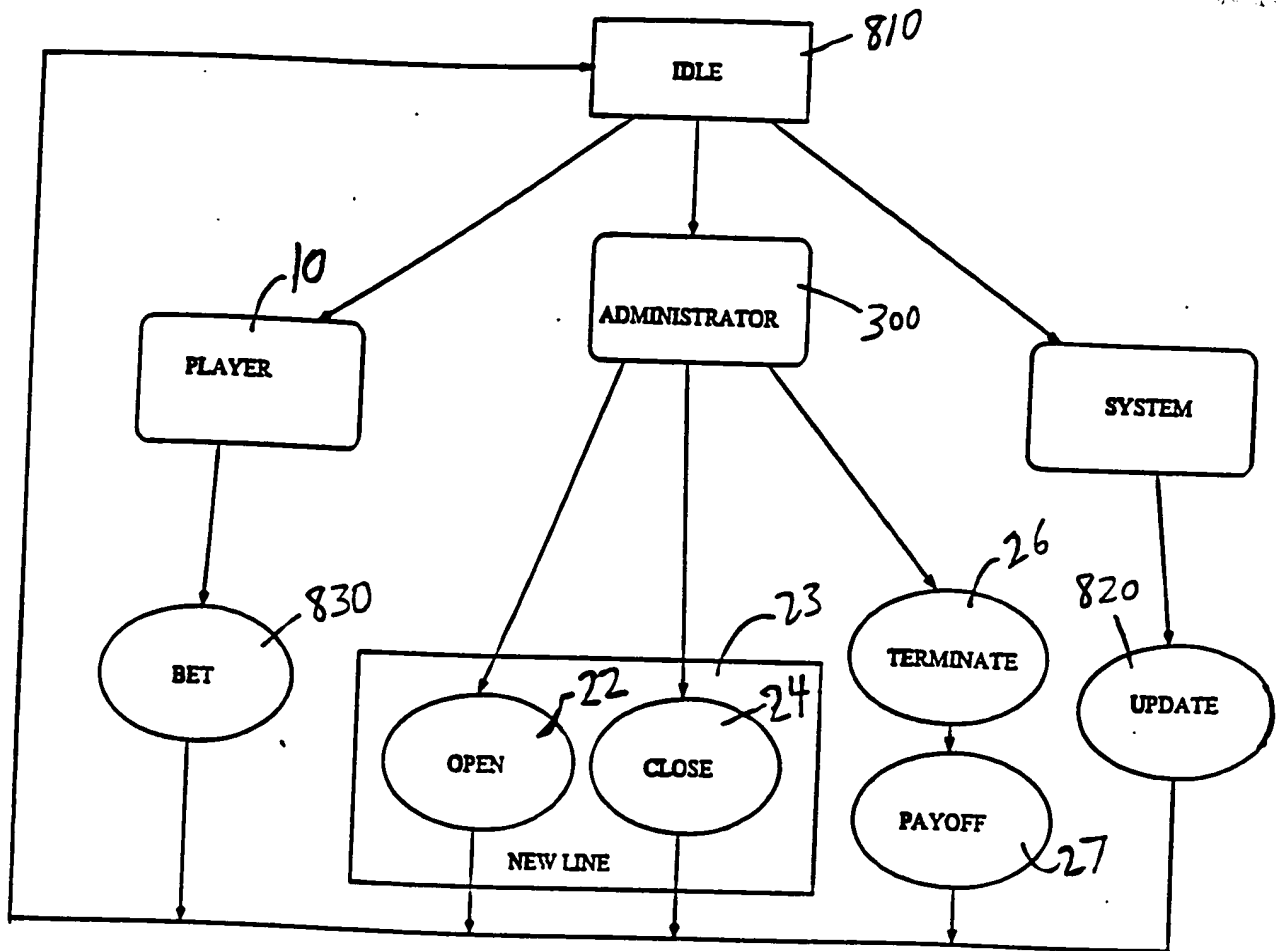 810
IDLE
10
ADMINISTRATOR
300
PLAYER
SYSTEM
26
830
23
820
BET
TERMINATE
22
24
UPDATE
OPEN
CLOSE
PAYOFF
NEW LINE
27